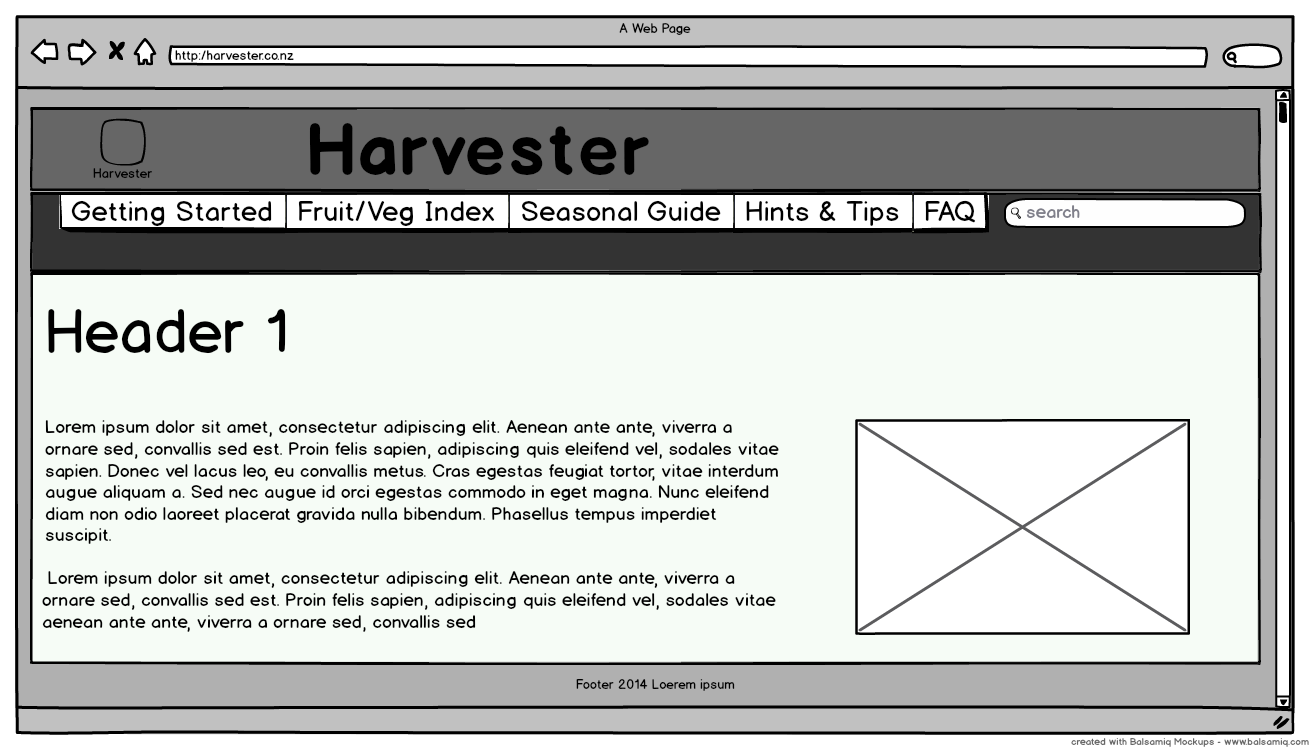 A Web Page
http:/harvester.co.nz
Harvester
Harvester
Getting Started Fruit/Veg Index Seasonal Guide Hints & Tips FAQ search
Header 1
Lorem ipsum dolor sit amet, consectetur adipiscing elit. Aenean ante ante, viverra a
ornare sed, convallis sed est. Proin felis sapien, adipiscing quis eleifend vel, sodales vitae
sapien. Donec vel lacus leo, eu convallis metus. Cras egestas feugiat tortor, vitae interdum
augue aliquam a. Sed nec augue id orci egestas commodo in eget magna. Nunc eleifend
diam non odio laoreet placerat gravida nulla bibendum. Phasellus tempus imperdiet
suscipit.
Lorem ipsum dolor sit amet, consectetur adipiscing elit. Aenean ante ante, viverra a
ornare sed, convallis sed est. Proin felis sapien, adipiscing quis eleifend vel, sodales vitae
aenean ante ante, viverra a ornare sed, convallis sed
Footer 2014 Loerem ipsum
created with Balsamiq Mockups - www.balsamiq.com